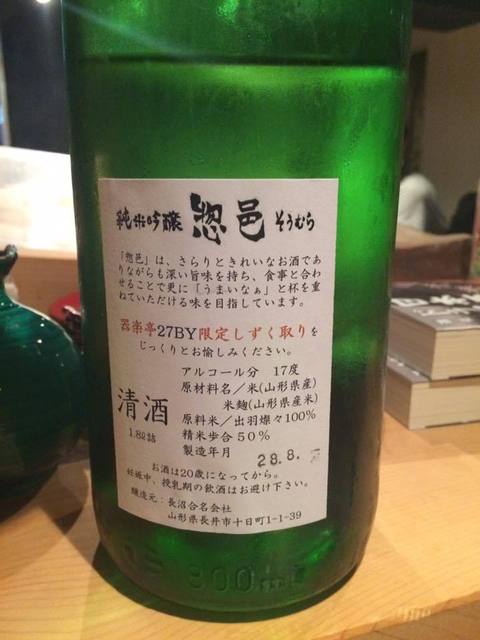 純米吟醸 惣邑 そうむら
「惣邑」は、さらりときれいなお酒であ
りながらも深い旨味を持ち、食事と合わ
せることで更に「うまいなぁ」と杯を重
ねていただける味を目指しています。
器楽亭27BY限定しずく取りを
じっくりとお愉しみください。
アルコール分 17度
原材料名／米(山形県産)
米麹(山形県産米)
清酒
原料米／出羽燦々100%
1.8ℓ詰
精米歩合50%
製造年月
28.8.
お酒は20歳になってから。
妊娠中、授乳期の飲酒はお避け下さい。
醸造元：長沼合名会社
山形県長井市十日町1-1-39